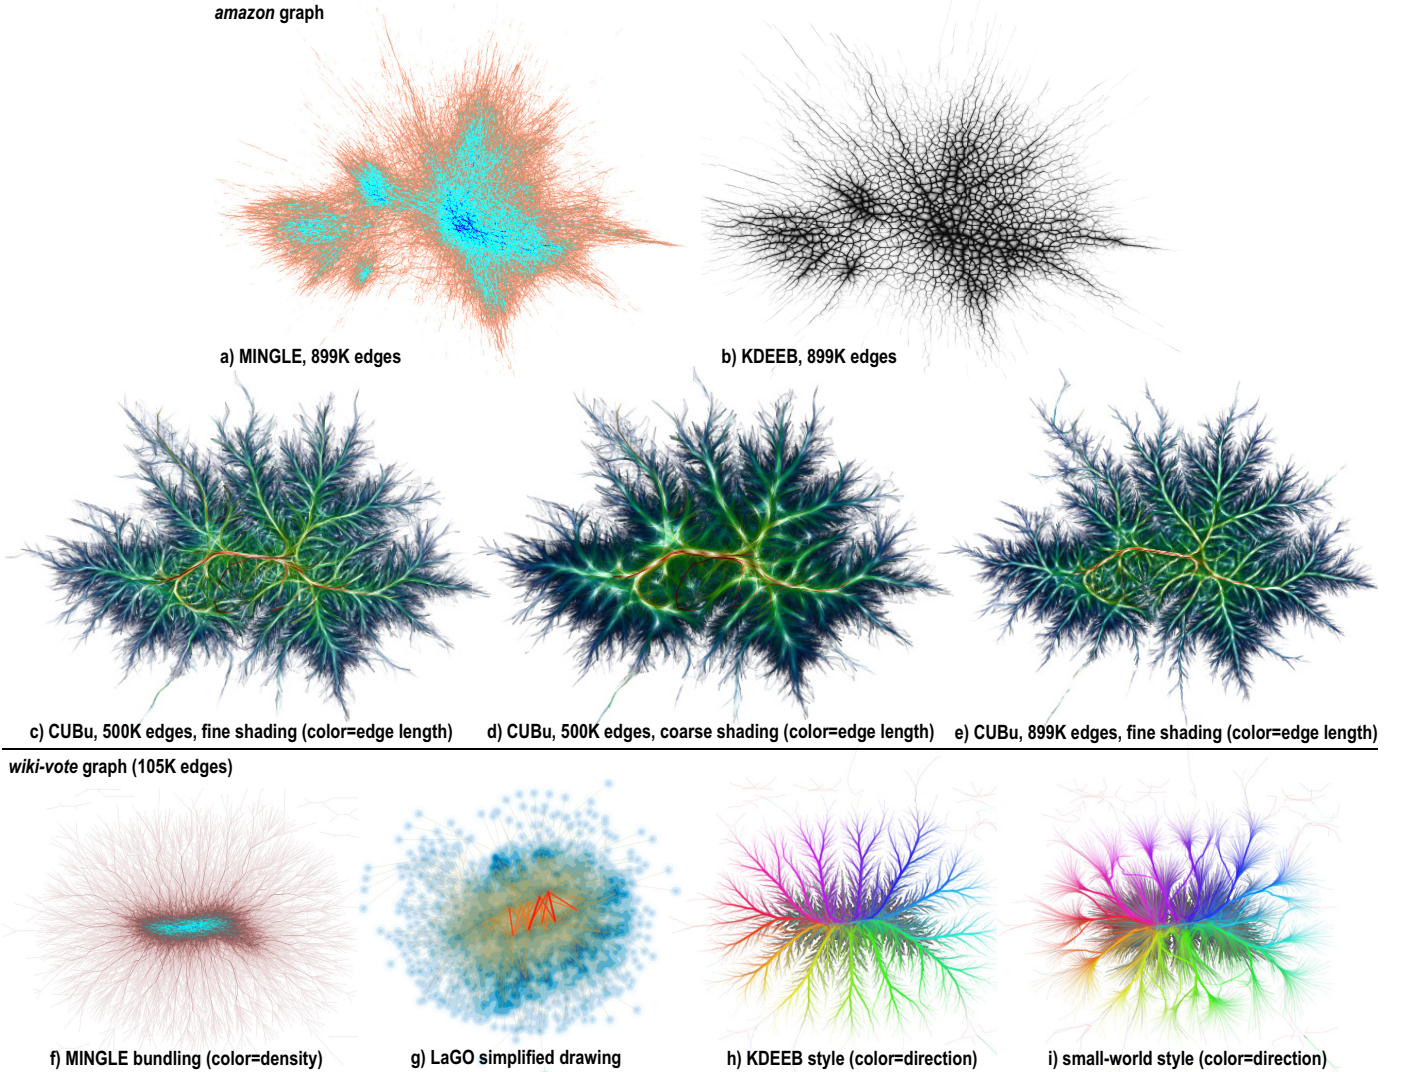 amazon graph
a) MINGLE, 899K edges
b) KDEEB, 899K edges
c) CUBu, 500K edges, fine shading (color=edge length)
d) CUBu, 500K edges, coarse shading (color=edge length)
e) CUBu, 899K edges, fine shading (color=edge length)
wiki-vote graph (105K edges)
f) MINGLE bundling (color=density)
g) LaGO simplified drawing
h) KDEEB style (color=direction)
i) small-world style (color=direction)